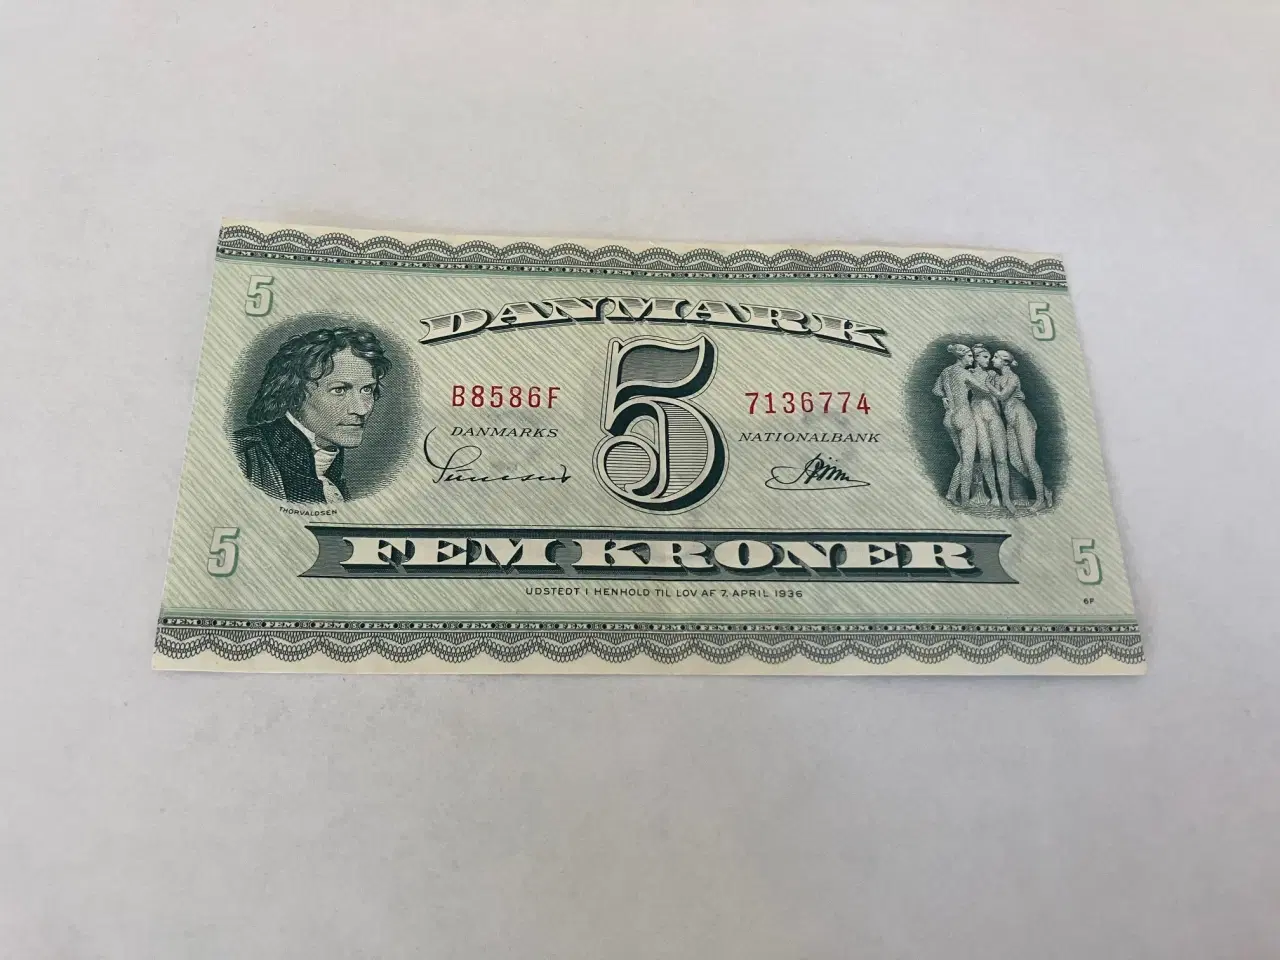 5
5
DANMARK
B8586F
5
7136774
DANMARKS
NATIONALBANK
THORVALDSEN
5
FEM KRONER
5
UDSTEDT I HENHOLD TIL LOV AF 7. APRIL 1936
6F